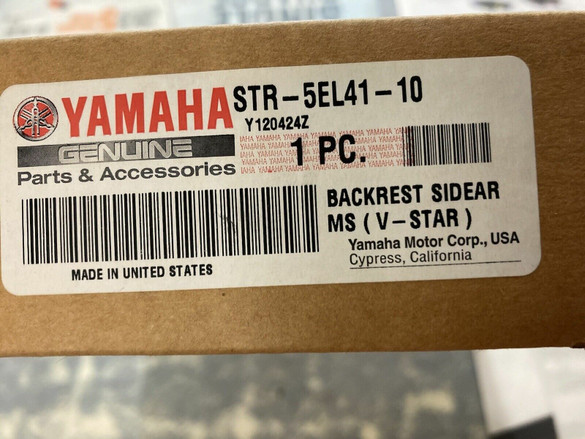 YAMAHA
GENUINE
Parts & Accessories
STR-5EL41-10
Y120424Z
1 PC.
BACKREST SIDEAR
MS (V-STAR)
Yamaha Motor Corp., USA
Cypress, California
MADE IN UNITED STATES